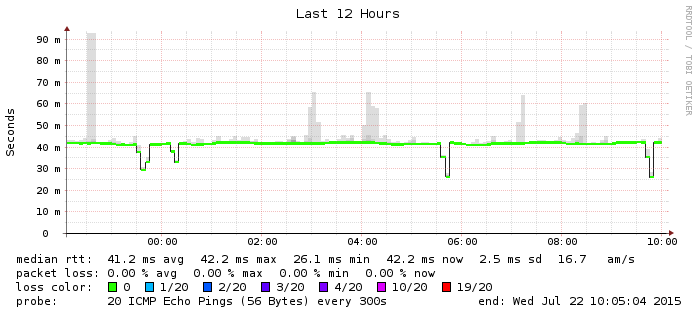 Last 12 Hours
RRDTOOL / TOBI OETIKER
Seconds
90 m
80 m
70 m
60 m
50 m
40 m
30 m
20 m
10 m
0
00:00 02:00 04:00 06:00 08:00 10:00
median rtt: 41.2 ms avg 42.2 ms max 26.1 ms min 42.2 ms now 2.5 ms sd 16.7 am/s
packet loss: 0.00 % avg 0.00 % max 0.00 % min 0.00 % now
loss color: 0 1/20 2/20 3/20 4/20 10/20 19/20
probe: 20 ICMP Echo Pings (56 Bytes) every 300s end: Wed Jul 22 10:05:04 2015